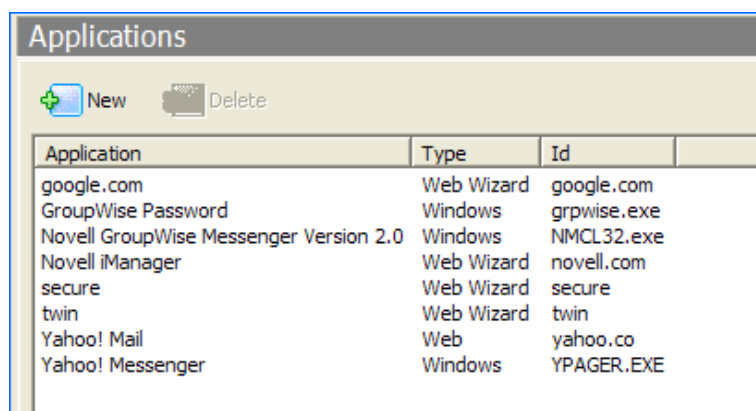 Applications
New Delete
Application Type Id
google.com Web Wizard google.com
GroupWise Password Windows grpwise.exe
Novell GroupWise Messenger Version 2.0 Windows NMCL32.exe
Novell iManager Web Wizard novell.com
secure Web Wizard secure
twin Web Wizard twin
Yahoo! Mail Web yahoo.co
Yahoo! Messenger Windows YPAGER.EXE